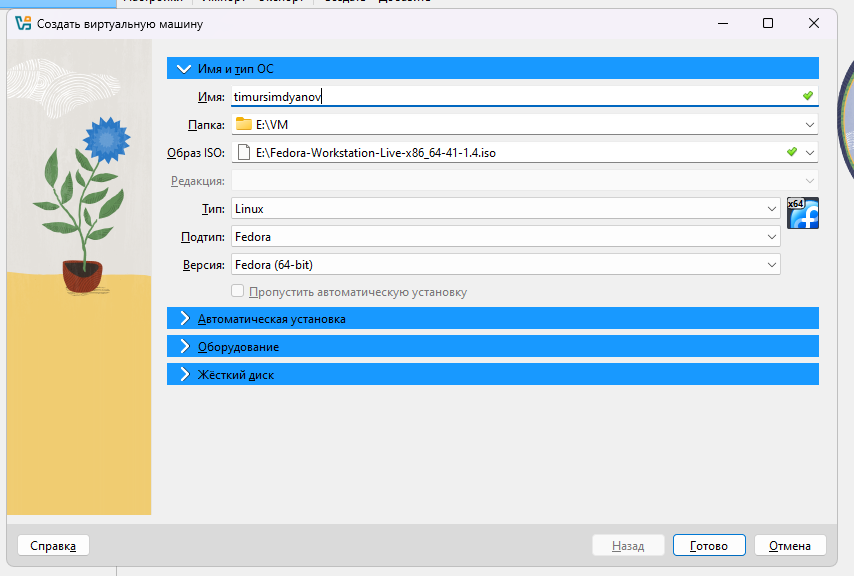 Создать виртуальную машину
Имя и тип ОС
Имя: timursimdyanov
Папка: E:\VM
Образ ISO: E:\Fedora-Workstation-Live-x86_64-41-1.4.iso
Редакция:
Тип: Linux
x64
Подтип: Fedora
Версия: Fedora (64-bit)
Пропустить автоматическую установку
Автоматическая установка
Оборудование
Жёсткий диск
Справка
Назад
Готово
Отмена